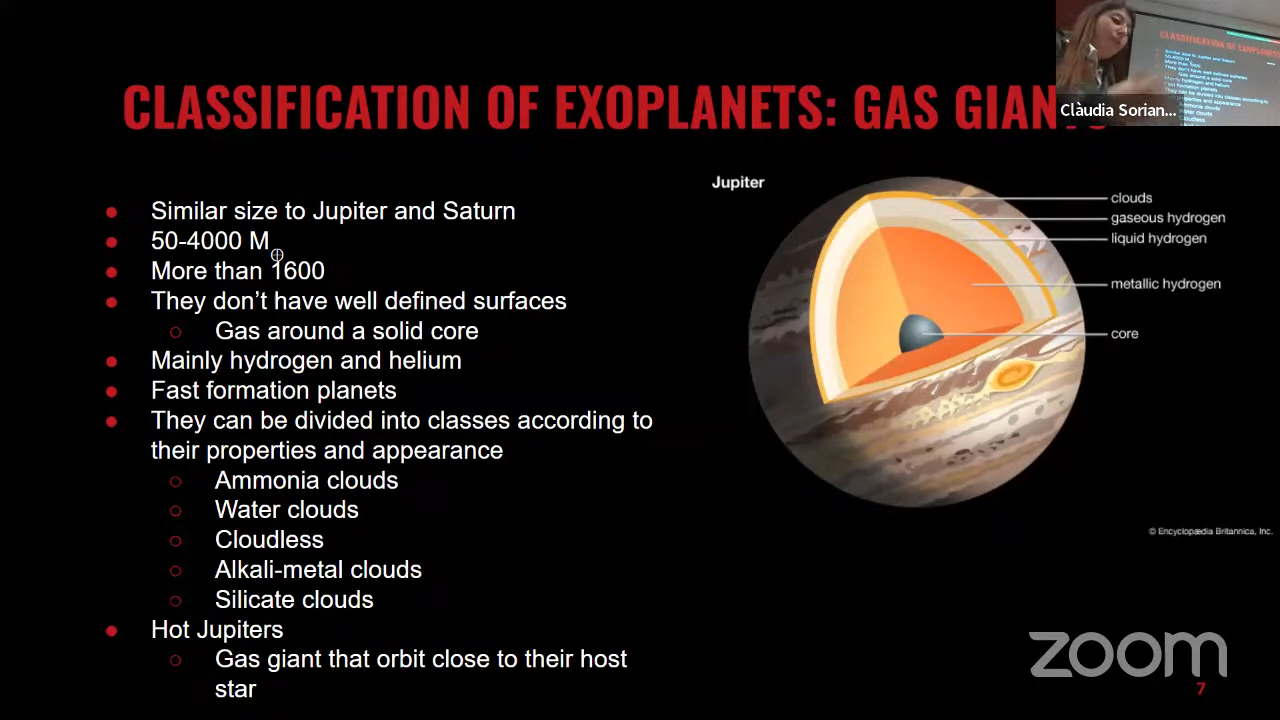 CLASSIFICATION OF EXOPLANETS: GAS GIANTS
Clàudia Sorian...
Similar size to Jupiter and Saturn
50-4000 M⊕
More than 1600
They don't have well defined surfaces
Gas around a solid core
Mainly hydrogen and helium
Fast formation planets
They can be divided into classes according to
their properties and appearance
Ammonia clouds
Water clouds
Cloudless
Alkali-metal clouds
Silicate clouds
Hot Jupiters
Gas giant that orbit close to their host
star
Jupiter
clouds
gaseous hydrogen
liquid hydrogen
metallic hydrogen
core
© Encyclopædia Britannica, Inc.
zoom
7